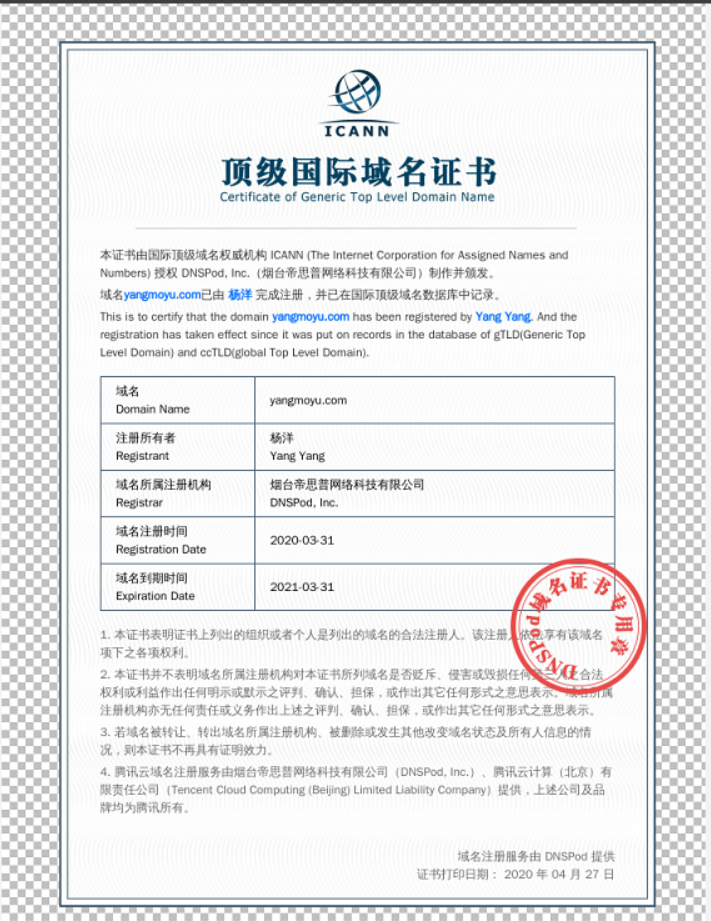 ICANN
顶级国际域名证书
Certificate of Generic Top Level Domain Name
本证书由国际顶级域名权威机构 ICANN (The Internet Corporation for Assigned Names and
Numbers) 授权 DNSPod, Inc.（烟台帝思普网络科技有限公司）制作并颁发。
域名yangmoyu.com已由 杨洋 完成注册，并已在国际顶级域名数据库中记录。
This is to certify that the domain yangmoyu.com has been registered by Yang Yang. And the
registration has taken effect since it was put on records in the database of gTLD(Generic Top
Level Domain) and ccTLD(global Top Level Domain).
域名
Domain Name
yangmoyu.com
注册所有者
Registrant
杨洋
Yang Yang
域名所属注册机构
Registrar
烟台帝思普网络科技有限公司
DNSPod, Inc.
域名注册时间
Registration Date
2020-03-31
域名到期时间
Expiration Date
2021-03-31
DNSPod域名证书专用章
1. 本证书表明证书上列出的组织或者个人是列出的域名的合法注册人。该注册人依法享有该域名
项下之各项权利。
2. 本证书并不表明域名所属注册机构对本证书所列域名是否贬斥、侵害或毁损任何第三人之合法
权利或利益作出任何明示或默示之评判、确认、担保，或作出其它任何形式之意思表示。域名所属
注册机构亦无任何责任或义务作出上述之评判、确认、担保，或作出其它任何形式之意思表示。
3. 若域名被转让、转出域名所属注册机构、被删除或发生其他改变域名状态及所有人信息的情
况，则本证书不再具有证明效力。
4. 腾讯云域名注册服务由烟台帝思普网络科技有限公司（DNSPod, Inc.）、腾讯云计算（北京）有
限责任公司（Tencent Cloud Computing (Beijing) Limited Liability Company）提供，上述公司及品
牌均为腾讯所有。
域名注册服务由 DNSPod 提供
证书打印日期： 2020 年 04 月 27 日